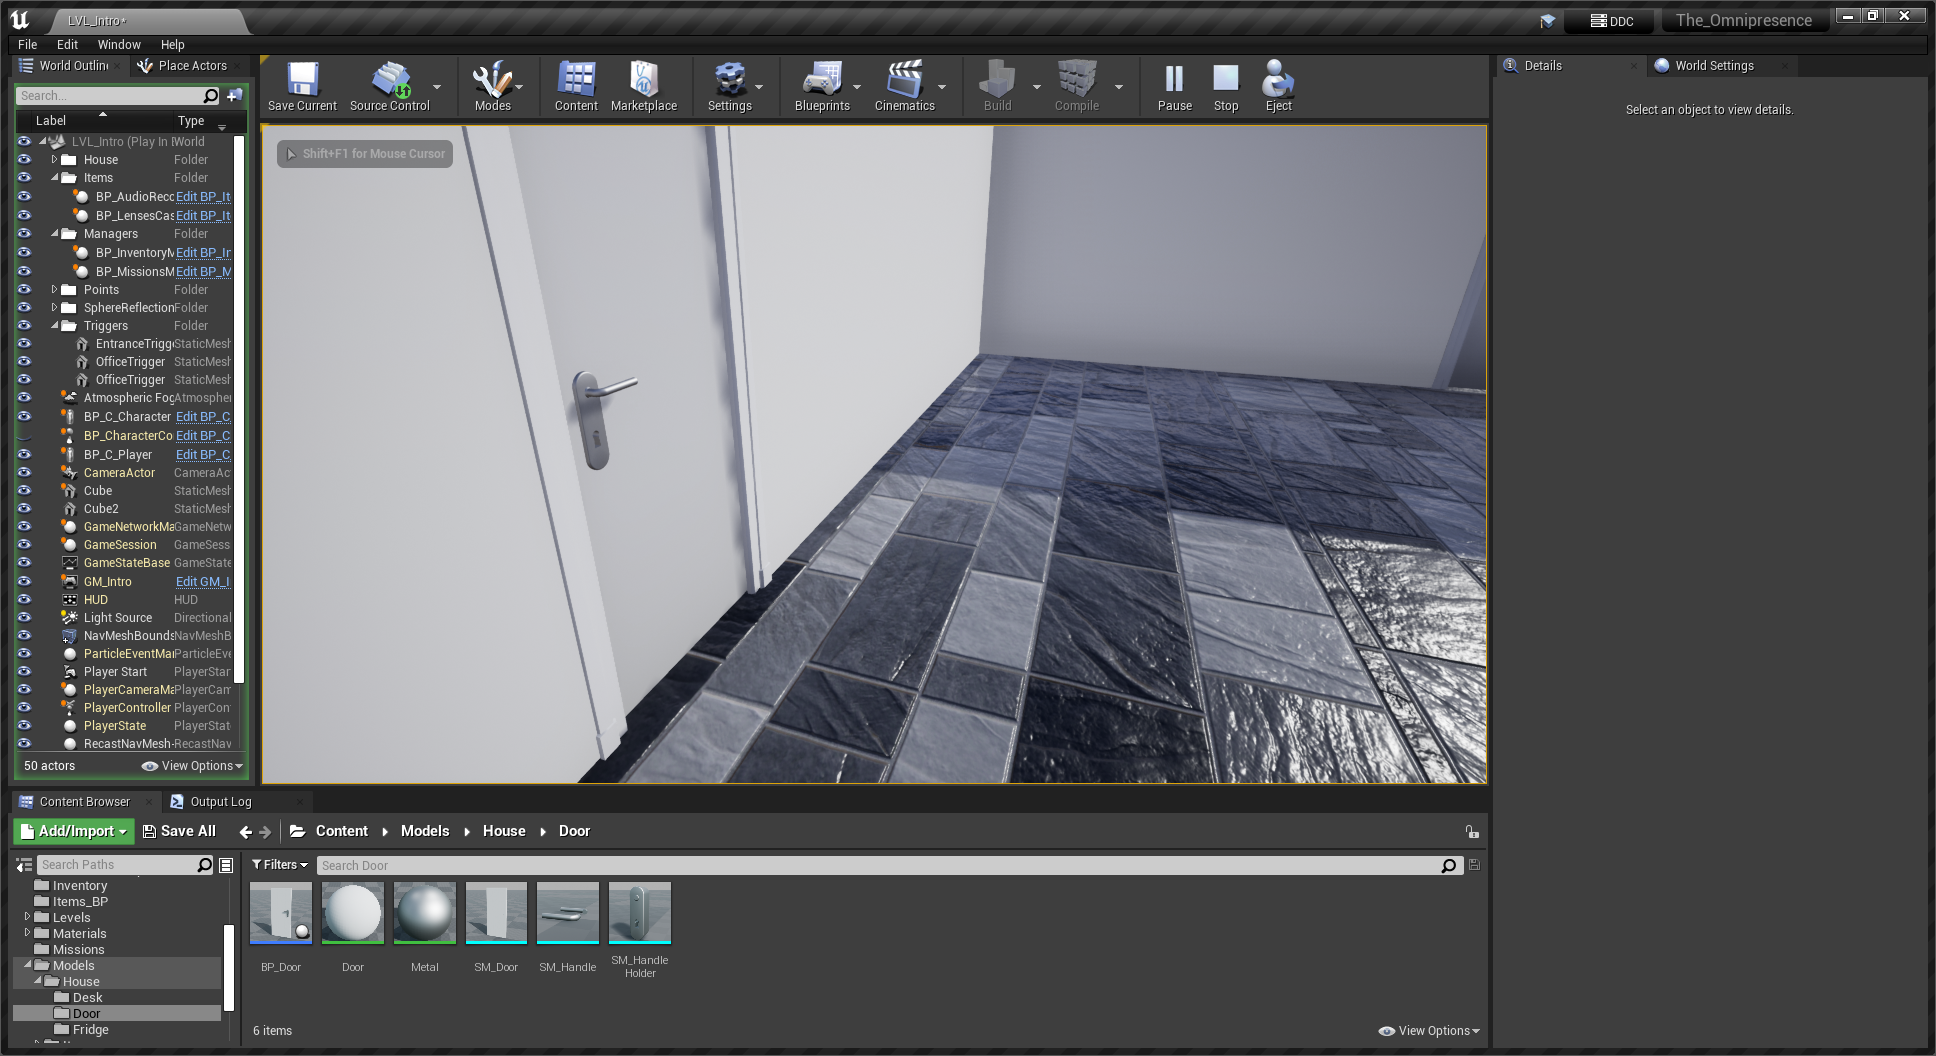 LVL_Intro*
DDC
The_Omnipresence
File Edit Window Help
World Outlin
Place Actors
Search...
Label Type
LVL_Intro (Play In E World
House Folder
Items Folder
BP_AudioReco Edit BP_It
BP_LensesCas Edit BP_It
Managers Folder
BP_InventoryM Edit BP_Ir
BP_MissionsM Edit BP_M
Points Folder
SphereReflection Folder
Triggers Folder
EntranceTrigge StaticMesh
OfficeTrigger StaticMesh
OfficeTrigger StaticMesh
Atmospheric Fog Atmospher
BP_C_Character Edit BP_C
BP_CharacterCo Edit BP_C
BP_C_Player Edit BP_C
CameraActor CameraAc
Cube StaticMesh
Cube2 StaticMesh
GameNetworkMa GameNetw
GameSession GameSess
GameStateBase GameState
GM_Intro Edit GM_I
HUD HUD
Light Source Directional
NavMeshBounds NavMeshB
ParticleEventMan ParticleEve
Player Start PlayerStar
PlayerCameraMa PlayerCam
PlayerController PlayerCon
PlayerState PlayerStat
RecastNavMesh- RecastNav
50 actors
View Options
Save Current
Source Control
Modes
Content
Marketplace
Settings
Blueprints
Cinematics
Build
Compile
Pause
Stop
Eject
Shift+F1 for Mouse Cursor
Details
World Settings
Select an object to view details.
Content Browser
Output Log
Add/Import
Save All
Content
Models
House
Door
Search Paths
Inventory
Items_BP
Levels
Materials
Missions
Models
House
Desk
Door
Fridge
Filters
Search Door
BP_Door
Door
Metal
SM_Door
SM_Handle
SM_Handle
Holder
6 items
View Options